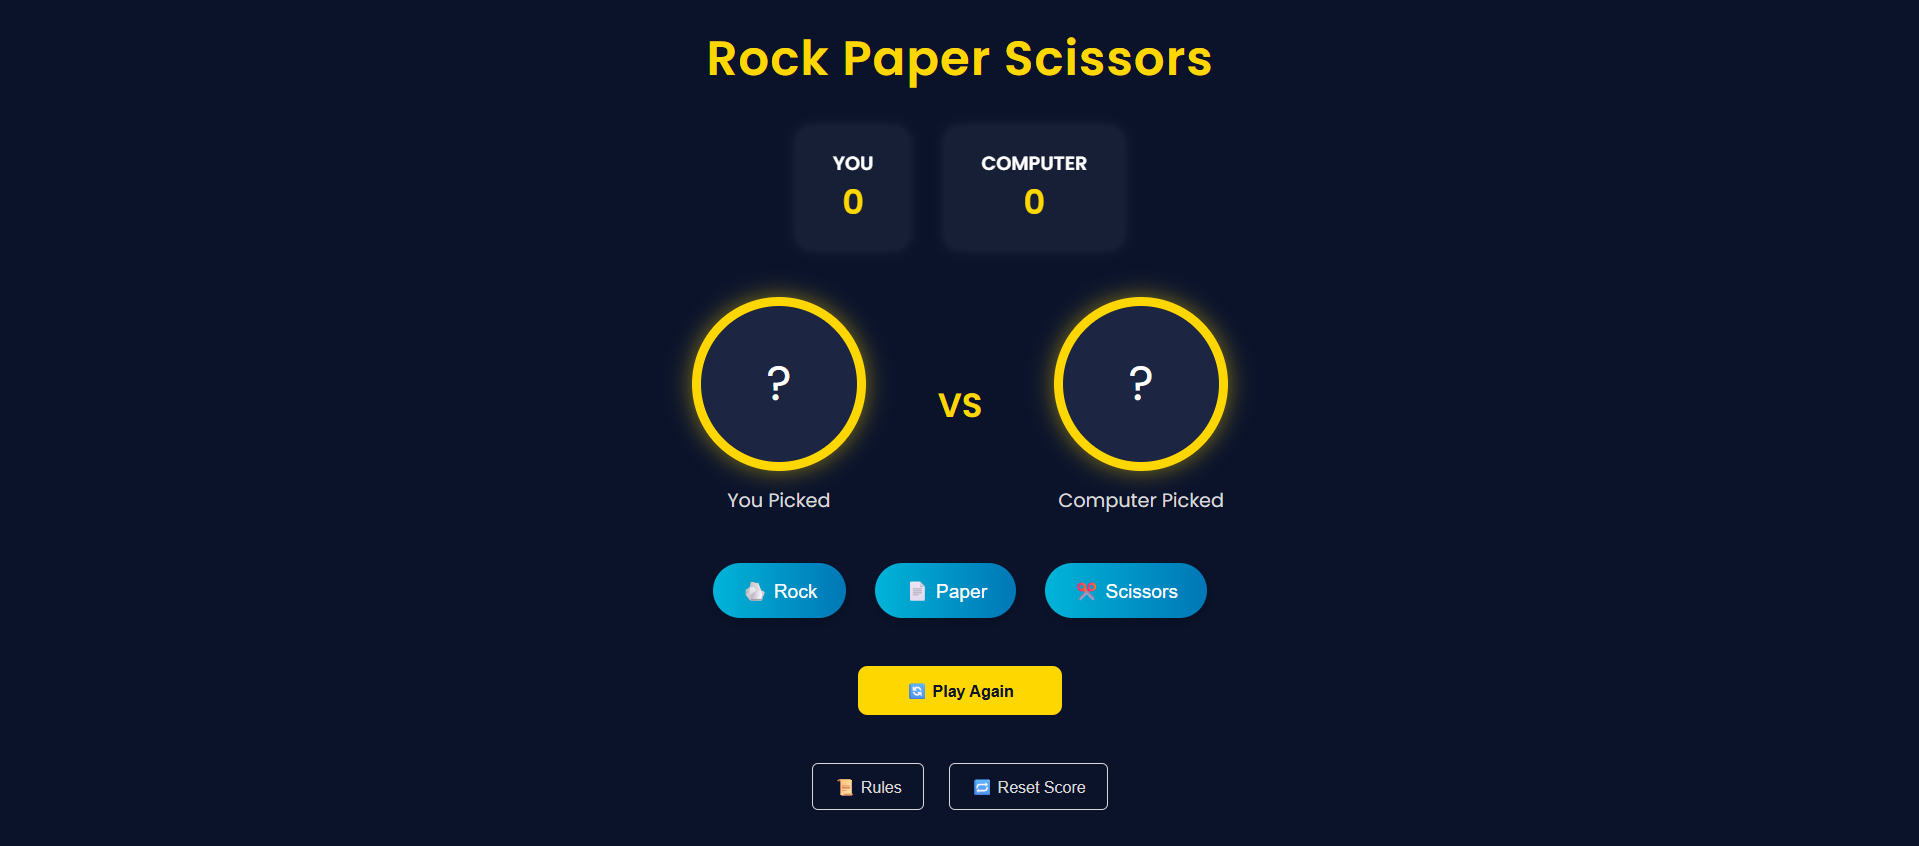 Rock Paper Scissors
YOU
0
COMPUTER
0
?
You Picked
VS
?
Computer Picked
Rock
Paper
Scissors
Play Again
Rules
Reset Score